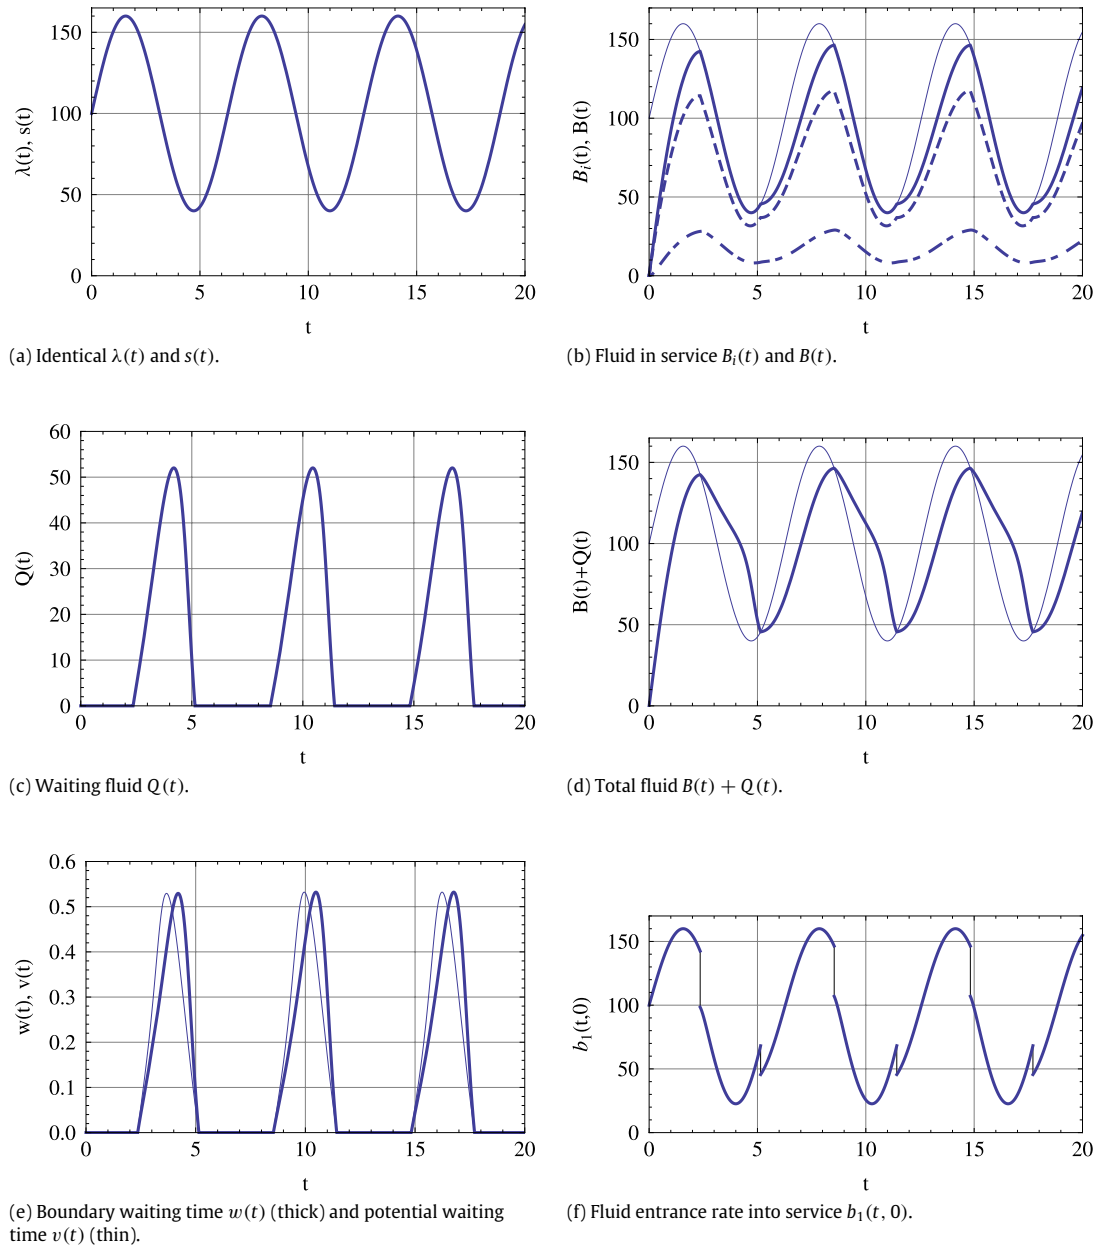 150
100
50
0
λ(t), s(t)
0 5 10 15 20
t
(a) Identical λ(t) and s(t).
150
100
50
0
B_i(t), B(t)
0 5 10 15 20
t
(b) Fluid in service B_i(t) and B(t).
60
50
40
30
20
10
0
Q(t)
0 5 10 15 20
t
(c) Waiting fluid Q(t).
150
100
50
0
B(t)+Q(t)
0 5 10 15 20
t
(d) Total fluid B(t) + Q(t).
0.6
0.5
0.4
0.3
0.2
0.1
0.0
w(t), v(t)
0 5 10 15 20
t
(e) Boundary waiting time w(t) (thick) and potential waiting
time v(t) (thin).
150
100
50
0
b_1(t,0)
0 5 10 15 20
t
(f) Fluid entrance rate into service b_1(t, 0).